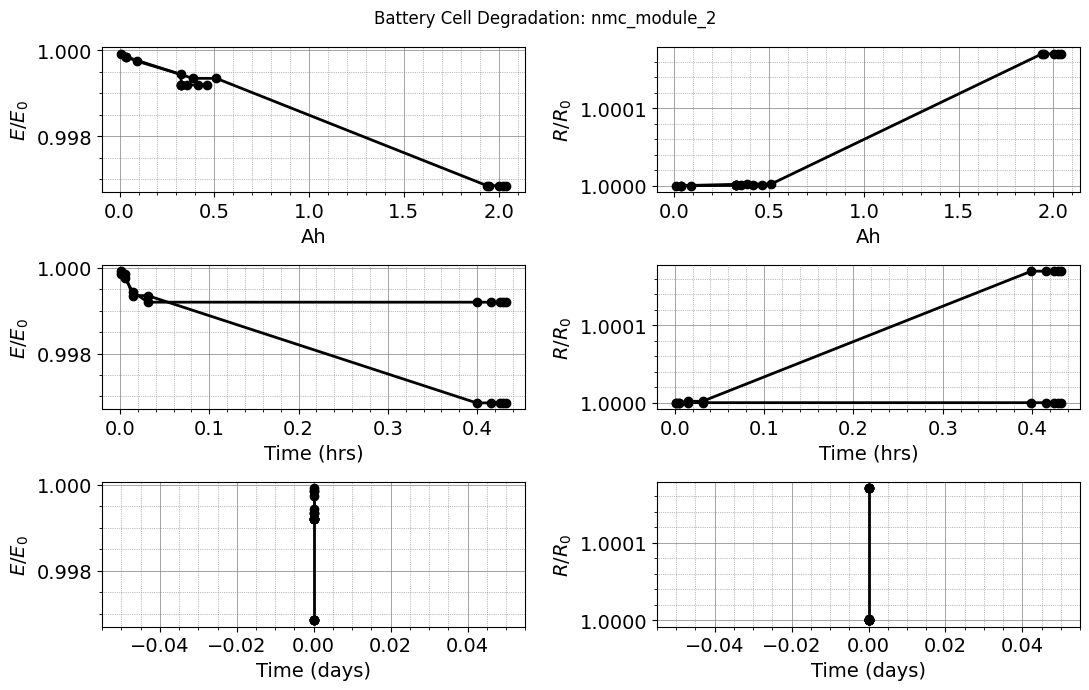 Battery Cell Degradation: nmc_module_2
1.000
0.998
E/E₀
0.0 0.5 1.0 1.5 2.0
Ah
1.0001
1.0000
R/R₀
0.0 0.5 1.0 1.5 2.0
Ah
1.000
0.998
E/E₀
0.0 0.1 0.2 0.3 0.4
Time (hrs)
1.0001
1.0000
R/R₀
0.0 0.1 0.2 0.3 0.4
Time (hrs)
1.000
0.998
E/E₀
−0.04 −0.02 0.00 0.02 0.04
Time (days)
1.0001
1.0000
R/R₀
−0.04 −0.02 0.00 0.02 0.04
Time (days)